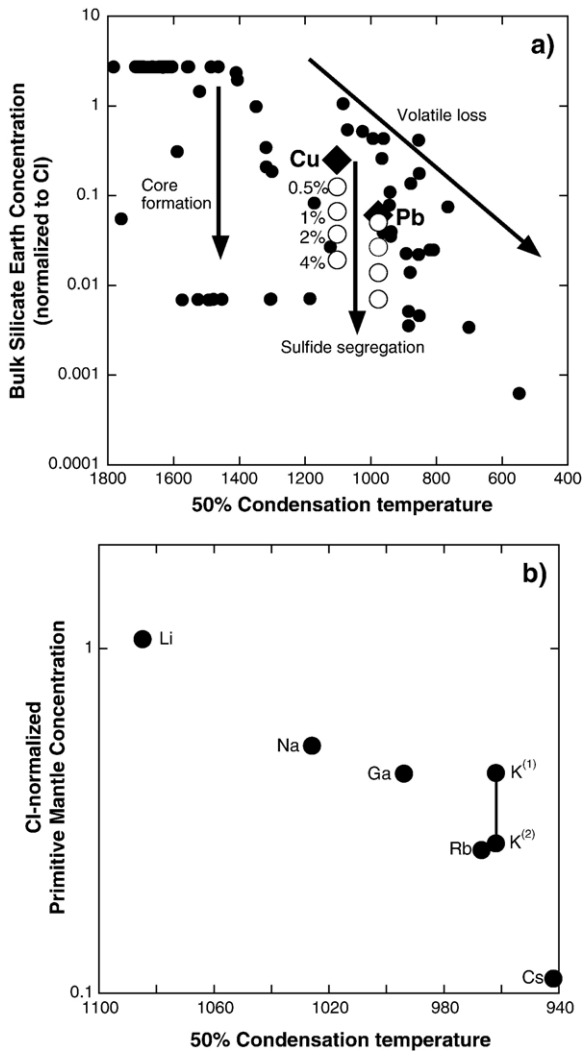 a)
Bulk Silicate Earth Concentration
(normalized to CI)
10
1
0.1
0.01
0.001
0.0001
Volatile loss
Core
formation
Cu
0.5%
1%
2%
4%
Pb
Sulfide segregation
1800
1600
1400
1200
1000
800
600
400
50% Condensation temperature
b)
CI-normalized
Primitive Mantle Concentration
1
0.1
Li
Na
Ga
K(1)
K(2)
Rb
Cs
1100
1060
1020
980
960
940
50% Condensation temperature